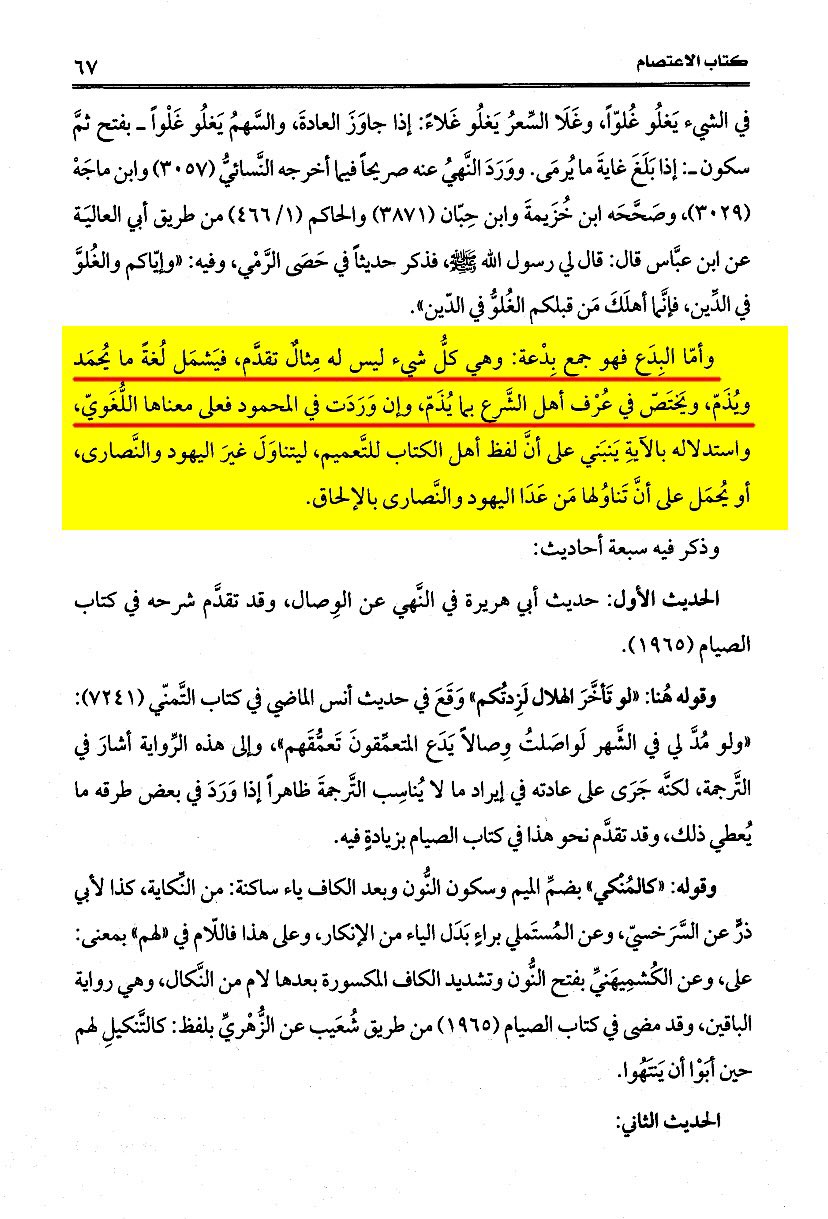 كتاب الاعتصام ٦٧
في الشيء يَغلُو غُلوّاً، وغَلَا السِّعرُ يَغلُو غَلاءً: إذا جاوَزَ العادةَ، والسَّهمُ يَغلُو غَلْواً ـ بفتح ثمَّ
سكون ـ: إذا بَلَغَ غايةَ ما يُرمَى. ووَرَدَ النَّهيُ عنه صريحاً فيما أخرجه النَّسائيُّ (٣٠٥٧) وابن ماجَهْ
(٣٠٢٩)، وصَحَّحَه ابن خُزَيمةَ وابن حِبّان (٣٨٧١) والحاكم (١/ ٤٦٦) من طريق أبي العاليَة
عن ابن عبَّاس قال: قال لي رسول الله ﷺ، فذكر حديثاً في حَصَى الرَّمْي، وفيه: «وإيّاكم والغُلوَّ
في الدِّين، فإنَّما أهلَكَ مَن قبلَكم الغُلوُّ في الدّين».
وأمّا البِدَع فهو جمع بِدْعة: وهي كلُّ شيء ليس له مِثالٌ تقدَّم، فيَشمَل لُغةً ما يُحمَد
ويُذَمّ، ويَختَصّ في عُرْف أهل الشَّرع بما يُذَمّ، وإن وَرَدَت في المحمود فعلى معناها اللُّغَويّ،
واستدلاله بالآيةِ يَنبَني على أنَّ لفظ أهل الكتاب للتَّعميم، ليتناوَلَ غيرَ اليهود والنَّصارى،
أو يُحمَل على أنَّ تَناوُلها مَن عَدَا اليهود والنَّصارى بالإلحاق.
وذكر فيه سبعة أحاديث:
الحديث الأول: حديث أبي هريرة في النَّهي عن الوِصال، وقد تقدَّم شرحه في كتاب
الصيام (١٩٦٥).
وقوله هُنا: «لو تأخَّرَ الهلال لَزِدتُكم» وَقَعَ في حديث أنس الماضي في كتاب التَّمنّي (٧٢٤١):
«ولو مُدَّ لي في الشَّهر لَواصَلتُ وِصالاً يَدَع المتعمِّقونَ تَعمُّقَهم»، وإلى هذه الرِّواية أشارَ في
التَّرجمة، لكنَّه جَرَى على عادته في إيراد ما لا يُناسِب التَّرجمةَ ظاهراً إذا وَرَدَ في بعض طرقه ما
يُعطي ذلك، وقد تقدَّم نحو هذا في كتاب الصيام بزيادةٍ فيه.
وقوله: «كالمُنْكي» بضمِّ الميم وسكون النُّون وبعد الكاف ياء ساكنة: من النِّكاية، كذا لأبي
ذرٍّ عن السَّرَخسيّ، وعن المُستَملي براءٍ بَدَل الياء من الإنكار، وعلى هذا فاللّام في «لهم» بمعنى:
على، وعن الكُشمِيهَنيِّ بفتح النُّون وتشديد الكاف المكسورة بعدها لام من النَّكال، وهي رواية
الباقين، وقد مضى في كتاب الصيام (١٩٦٥) من طريق شُعَيب عن الزُّهريِّ بلفظ: كالتَّنكيلِ لهم
حين أبَوْا أن يَنتَهُوا.
الحديث الثاني: